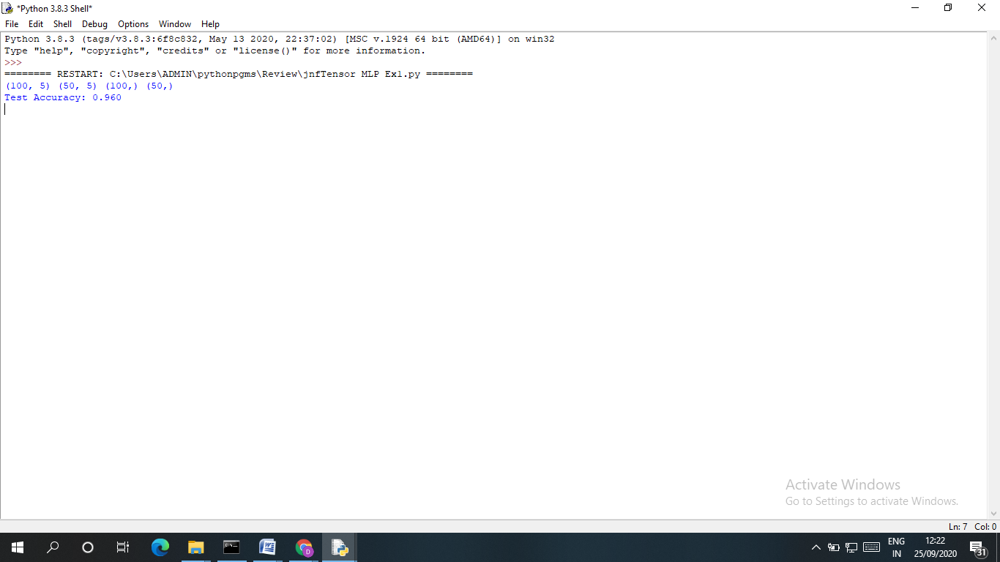 *Python 3.8.3 Shell*
File Edit Shell Debug Options Window Help
Python 3.8.3 (tags/v3.8.3:6f8c832, May 13 2020, 22:37:02) [MSC v.1924 64 bit (AMD64)] on win32
Type "help", "copyright", "credits" or "license()" for more information.
>>>
======== RESTART: C:\Users\ADMIN\pythonpgms\Review\jnfTensor MLP Ex1.py ========
(100, 5) (50, 5) (100,) (50,)
Test Accuracy: 0.960
Activate Windows
Go to Settings to activate Windows.
Ln: 7 Col: 0
ENG 12:22
IN 25/09/2020 31